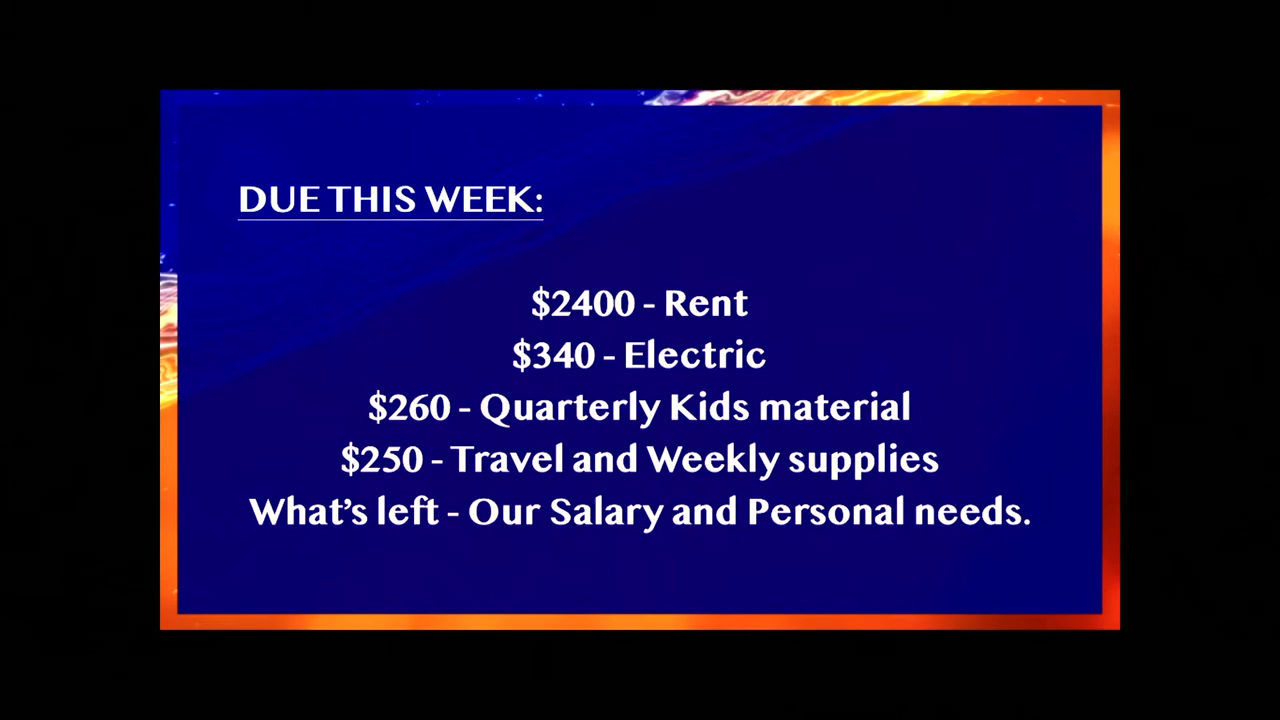 DUE THIS WEEK:
$2400 - Rent
$340 - Electric
$260 - Quarterly Kids material
$250 - Travel and Weekly supplies
What’s left - Our Salary and Personal needs.